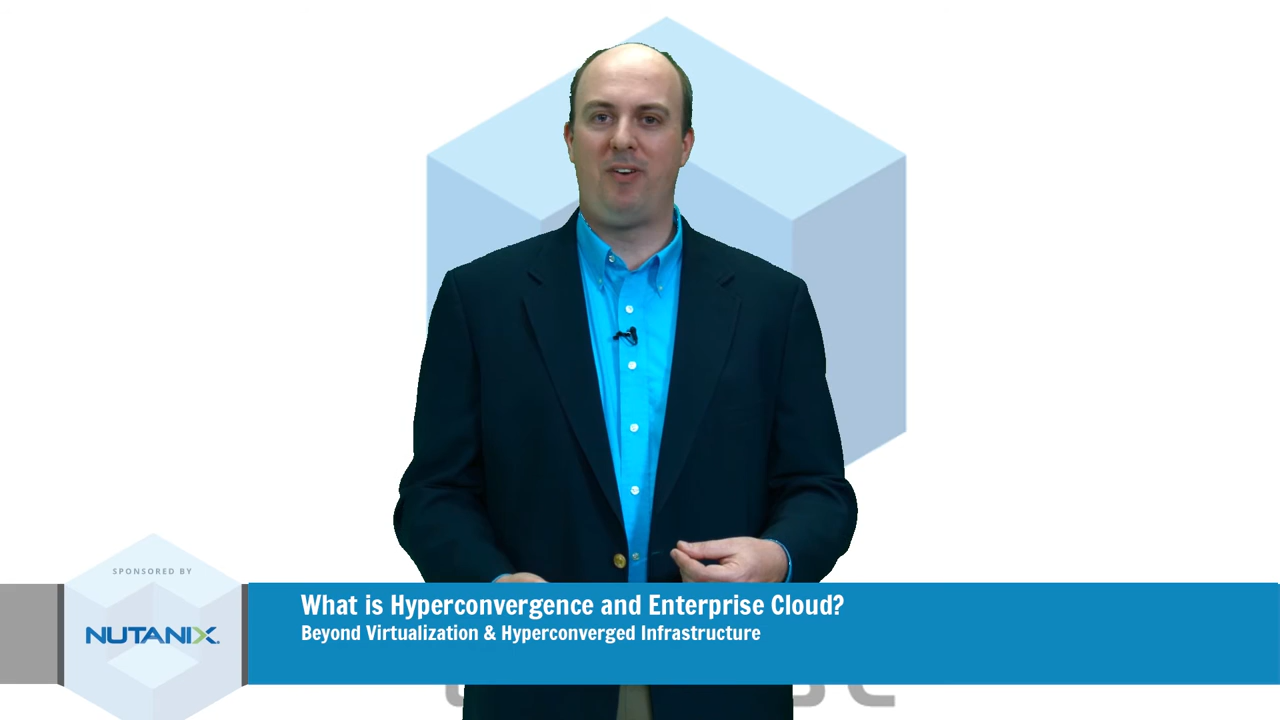 SPONSORED BY
NUTANIX
What is Hyperconvergence and Enterprise Cloud?
Beyond Virtualization & Hyperconverged Infrastructure